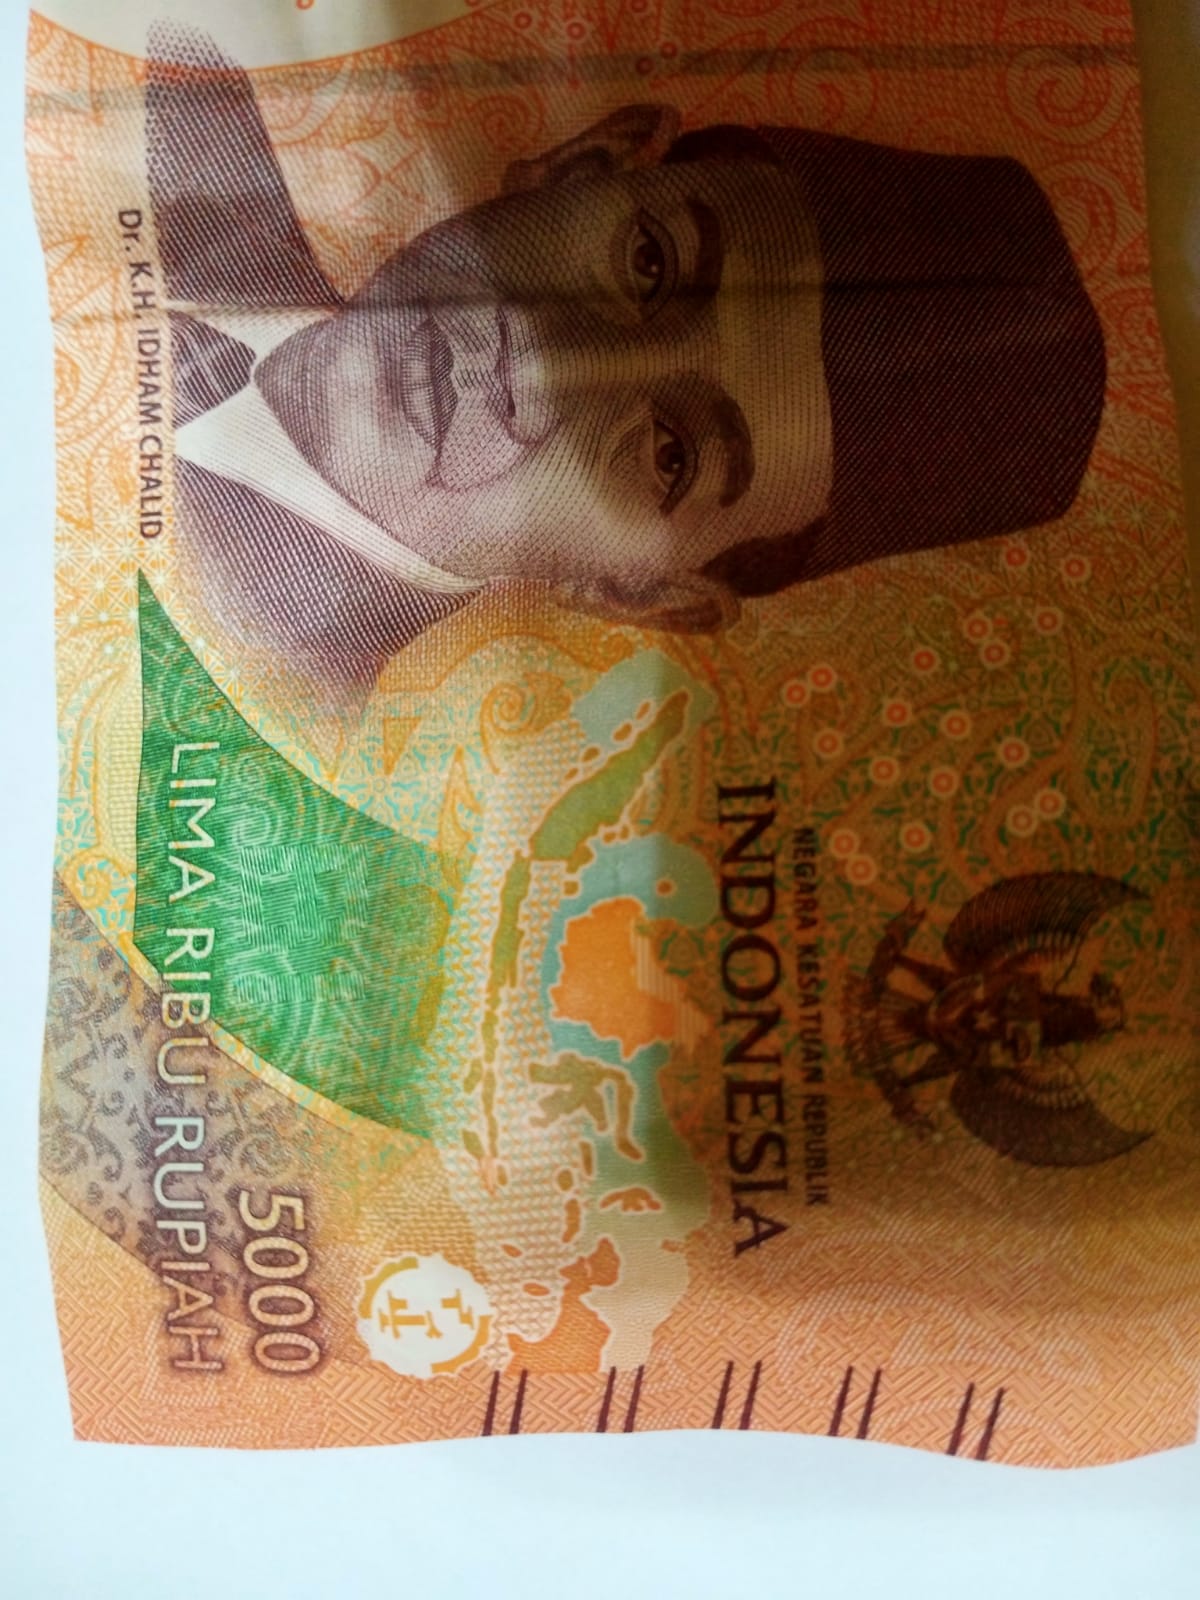 NEGARA KESATUAN REPUBLIK
INDONESIA
5000
LIMA RIBU RUPIAH
Dr. K.H. IDHAM CHALID